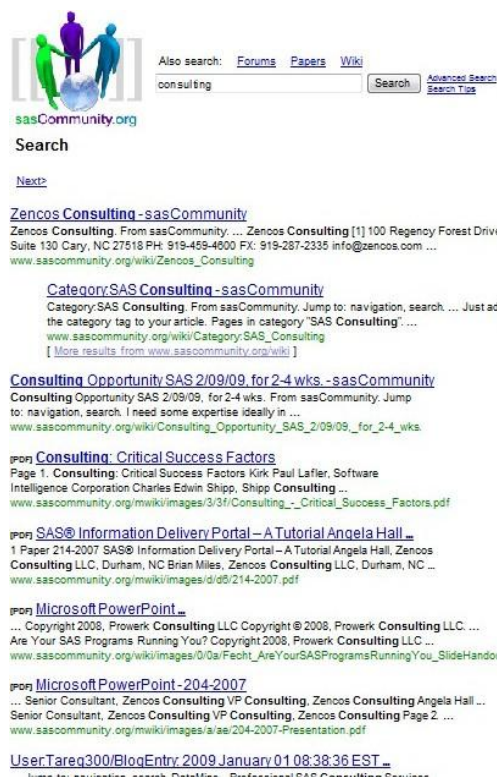 Also search: Forums Papers Wiki
consulting Search Advanced Search
Search Tips
sasCommunity.org
Search
Next>
Zencos Consulting - sasCommunity
Zencos Consulting. From sasCommunity. ... Zencos Consulting [1] 100 Regency Forest Drive
Suite 130 Cary, NC 27518 PH: 919-459-4600 FX: 919-287-2335 info@zencos.com ...
www.sascommunity.org/wiki/Zencos_Consulting
Category:SAS Consulting - sasCommunity
Category:SAS Consulting. From sasCommunity. Jump to: navigation, search. ... Just ad
the category tag to your article. Pages in category "SAS Consulting". ...
www.sascommunity.org/wiki/Category:SAS_Consulting
[ More results from www.sascommunity.org/wiki ]
Consulting Opportunity SAS 2/09/09, for 2-4 wks. - sasCommunity
Consulting Opportunity SAS 2/09/09, for 2-4 wks. From sasCommunity. Jump
to: navigation, search. I need some expertise ideally in ...
www.sascommunity.org/wiki/Consulting_Opportunity_SAS_2/09/09,_for_2-4_wks.
[PDF] Consulting: Critical Success Factors
Page 1. Consulting: Critical Success Factors Kirk Paul Lafler, Software
Intelligence Corporation Charles Edwin Shipp, Shipp Consulting ...
www.sascommunity.org/mwiki/images/3/3f/Consulting_-_Critical_Success_Factors.pdf
[PDF] SAS® Information Delivery Portal – A Tutorial Angela Hall ...
1 Paper 214-2007 SAS® Information Delivery Portal – A Tutorial Angela Hall, Zencos
Consulting LLC, Durham, NC Brian Miles, Zencos Consulting LLC, Durham, NC ...
www.sascommunity.org/mwiki/images/d/d6/214-2007.pdf
[PDF] Microsoft PowerPoint ...
... Copyright 2008, Prowerk Consulting LLC Copyright © 2008, Prowerk Consulting LLC. ...
Are Your SAS Programs Running You? Copyright 2008, Prowerk Consulting LLC ...
www.sascommunity.org/wiki/images/0/0a/Fecht_AreYourSASProgramsRunningYou_SlideHandou
[PDF] Microsoft PowerPoint - 204-2007
... Senior Consultant, Zencos Consulting VP Consulting, Zencos Consulting Angela Hall ...
Senior Consultant, Zencos Consulting VP Consulting, Zencos Consulting Page 2. ...
www.sascommunity.org/mwiki/images/a/ae/204-2007-Presentation.pdf
User:Tareq300/BlogEntry: 2009 January 01 08:38:36 EST ...
... Jump to: navigation, search. DataMine - Professional SAS Consulting Services